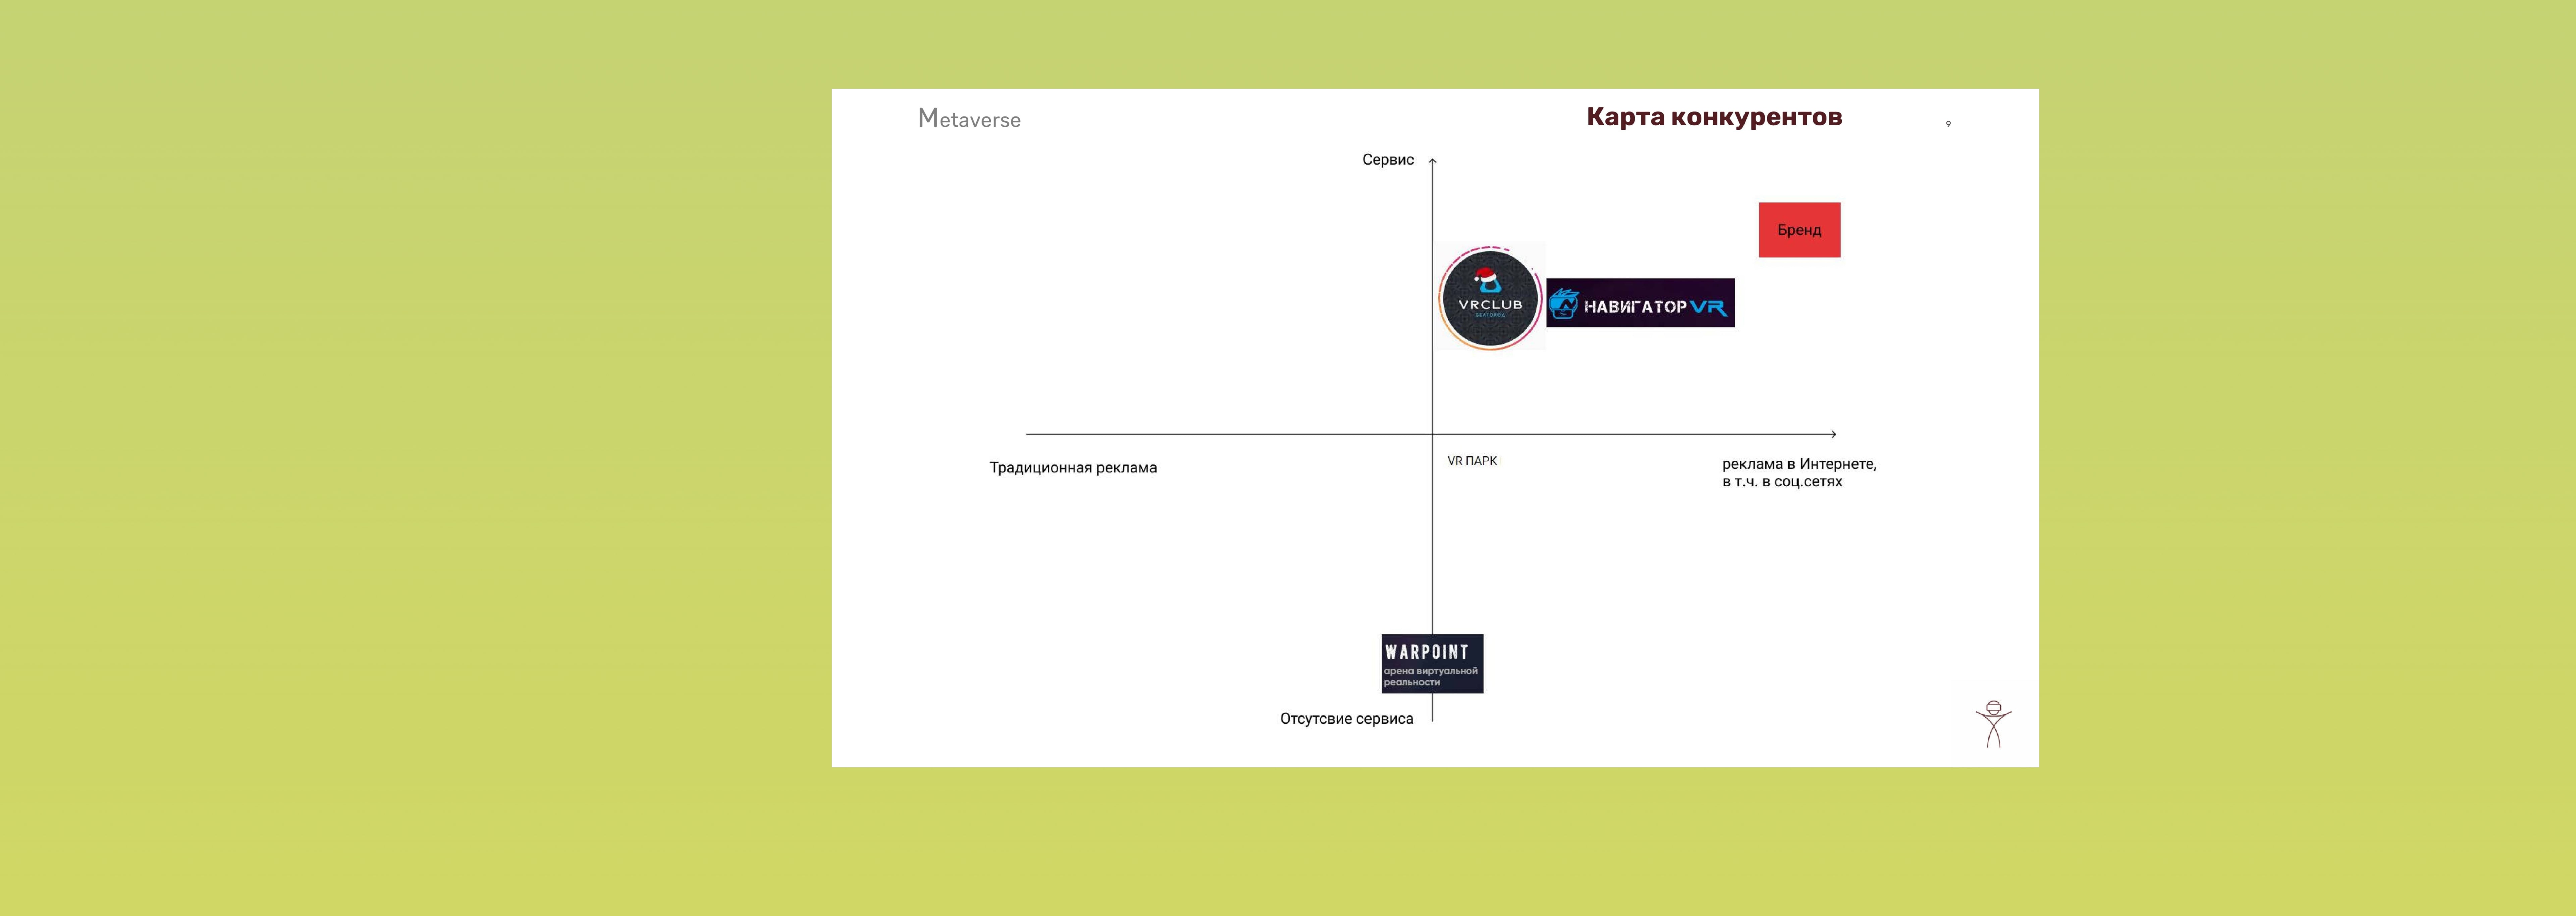 Metaverse
Карта конкурентов
9
Сервис
Бренд
VRCLUB
БЕЛГОРОД
НАВИГАТОР VR
Традиционная реклама
VR ПАРК
реклама в Интернете,
в т.ч. в соц.сетях
WARPOINT
арена виртуальной
реальности
Отсутсвие сервиса